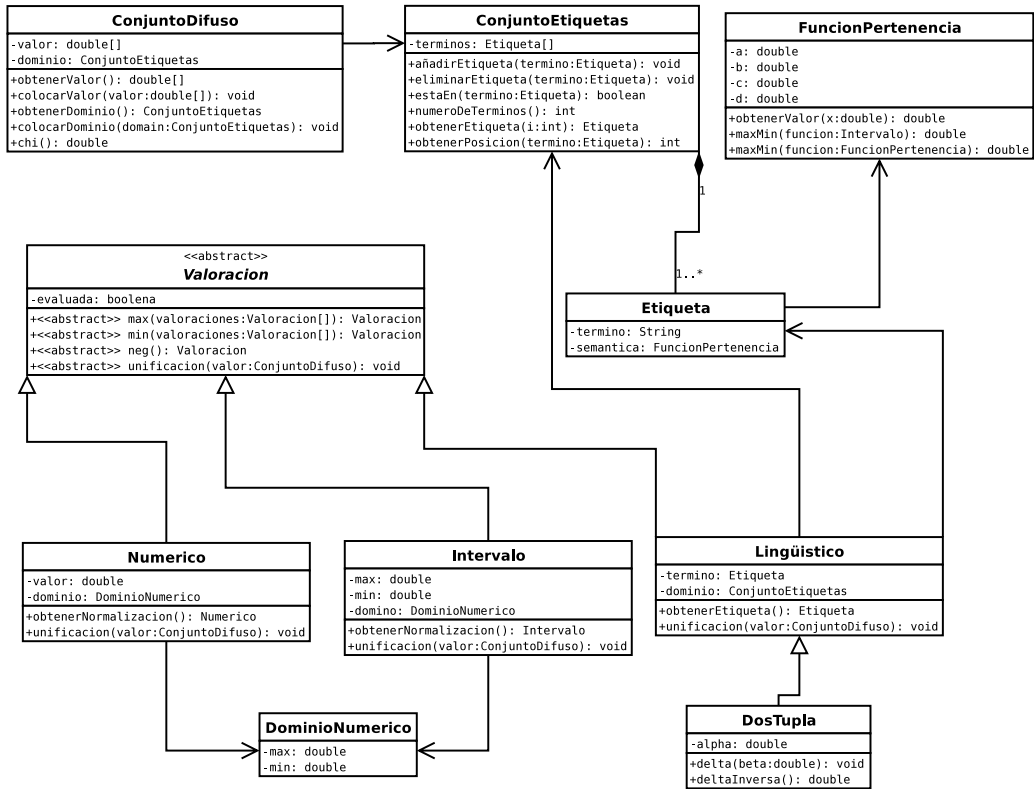 ConjuntoDifuso
-valor: double[]
-dominio: ConjuntoEtiquetas
+obtenerValor(): double[]
+colocarValor(valor:double[]): void
+obtenerDominio(): ConjuntoEtiquetas
+colocarDominio(domain:ConjuntoEtiquetas): void
+chi(): double
ConjuntoEtiquetas
-terminos: Etiqueta[]
+añadirEtiqueta(termino:Etiqueta): void
+eliminarEtiqueta(termino:Etiqueta): void
+estaEn(termino:Etiqueta): boolean
+numeroDeTerminos(): int
+obtenerEtiqueta(i:int): Etiqueta
+obtenerPosicion(termino:Etiqueta): int
FuncionPertenencia
-a: double
-b: double
-c: double
-d: double
+obtenerValor(x:double): double
+maxMin(funcion:Intervalo): double
+maxMin(funcion:FuncionPertenencia): double
1
1..*
<<abstract>>
Valoracion
-evaluada: boolena
+<<abstract>> max(valoraciones:Valoracion[]): Valoracion
+<<abstract>> min(valoraciones:Valoracion[]): Valoracion
+<<abstract>> neg(): Valoracion
+<<abstract>> unificacion(valor:ConjuntoDifuso): void
Etiqueta
-termino: String
-semantica: FuncionPertenencia
Numerico
-valor: double
-dominio: DominioNumerico
+obtenerNormalizacion(): Numerico
+unificacion(valor:ConjuntoDifuso): void
Intervalo
-max: double
-min: double
-domino: DominioNumerico
+obtenerNormalizacion(): Intervalo
+unificacion(valor:ConjuntoDifuso): void
Lingüistico
-termino: Etiqueta
-dominio: ConjuntoEtiquetas
+obtenerEtiqueta(): Etiqueta
+unificacion(valor:ConjuntoDifuso): void
DominioNumerico
-max: double
-min: double
DosTupla
-alpha: double
+delta(beta:double): void
+deltaInversa(): double